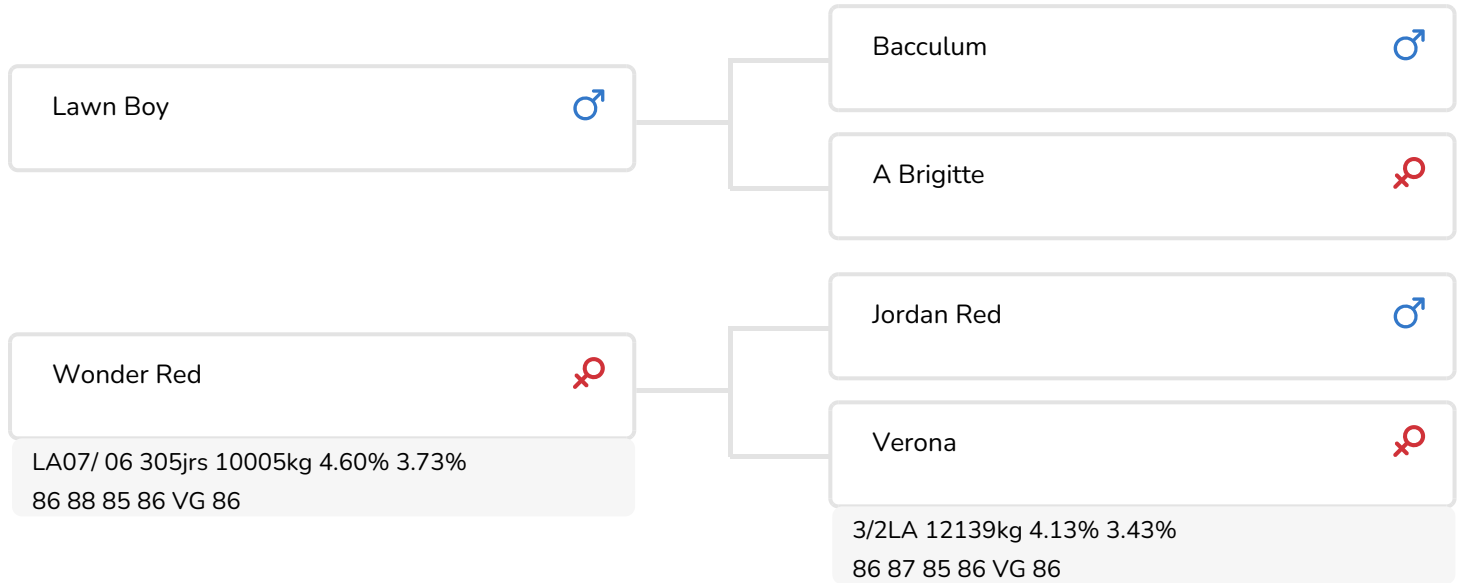 Bacculum
Lawn Boy
A Brigitte
Jordan Red
Wonder Red
Verona
LA07/ 06 305jrs 10005kg 4.60% 3.73%
86 88 85 86 VG 86
3/2LA 12139kg 4.13% 3.43%
86 87 85 86 VG 86